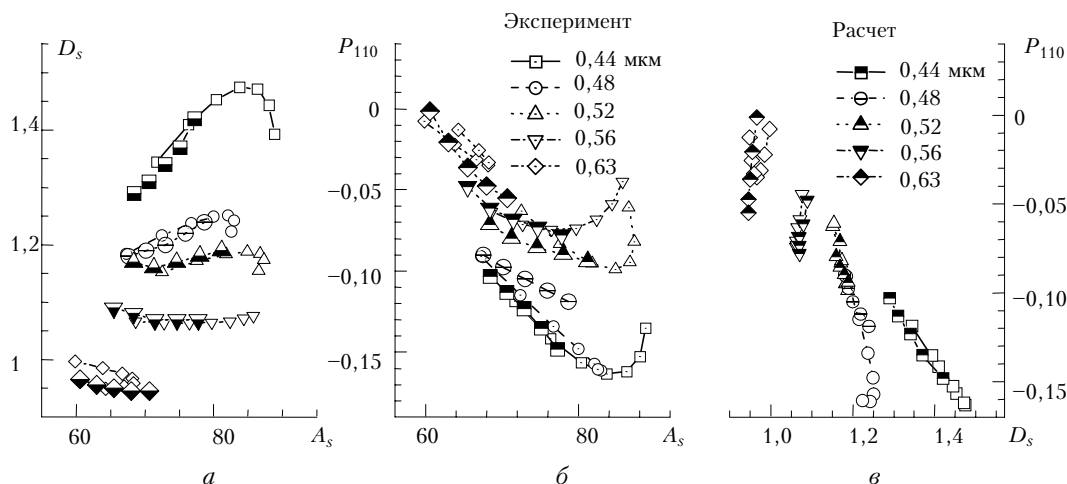 Эксперимент
0,44 мкм
0,48
0,52
0,56
0,63
Расчет
0,44 мкм
0,48
0,52
0,56
0,63
D_s
1,4
1,2
1
60
80
A_s
а
P_110
0
−0,05
−0,10
−0,15
60
80
A_s
б
P_110
0
−0,05
−0,10
−0,15
1,0
1,2
1,4
D_s
в